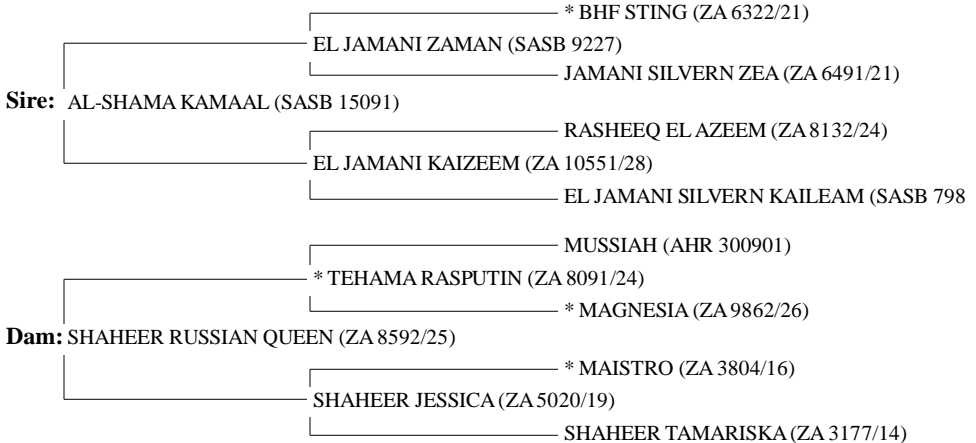 * BHF STING (ZA 6322/21)
EL JAMANI ZAMAN (SASB 9227)
JAMANI SILVERN ZEA (ZA 6491/21)
Sire: AL-SHAMA KAMAAL (SASB 15091)
RASHEEQ EL AZEEM (ZA 8132/24)
EL JAMANI KAIZEEM (ZA 10551/28)
EL JAMANI SILVERN KAILEAM (SASB 798
MUSSIAH (AHR 300901)
* TEHAMA RASPUTIN (ZA 8091/24)
* MAGNESIA (ZA 9862/26)
Dam: SHAHEER RUSSIAN QUEEN (ZA 8592/25)
* MAISTRO (ZA 3804/16)
SHAHEER JESSICA (ZA 5020/19)
SHAHEER TAMARISKA (ZA 3177/14)